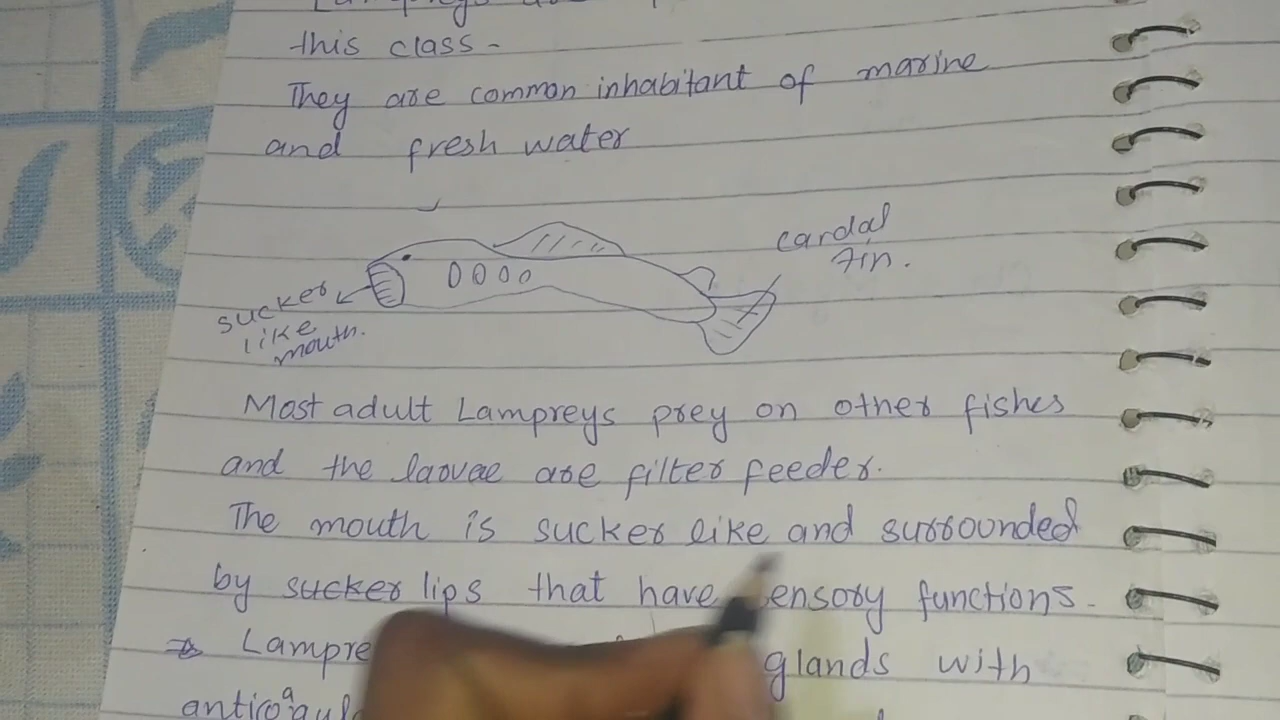 this class -
They are common inhabitant of marine
and fresh water
cardal
fin.
sucker
like
mouth.
Most adult Lampreys prey on other fishes
and the larvae are filter feeder.
The mouth is sucker like and surrounded
by sucker lips that have sensory functions.
glands with